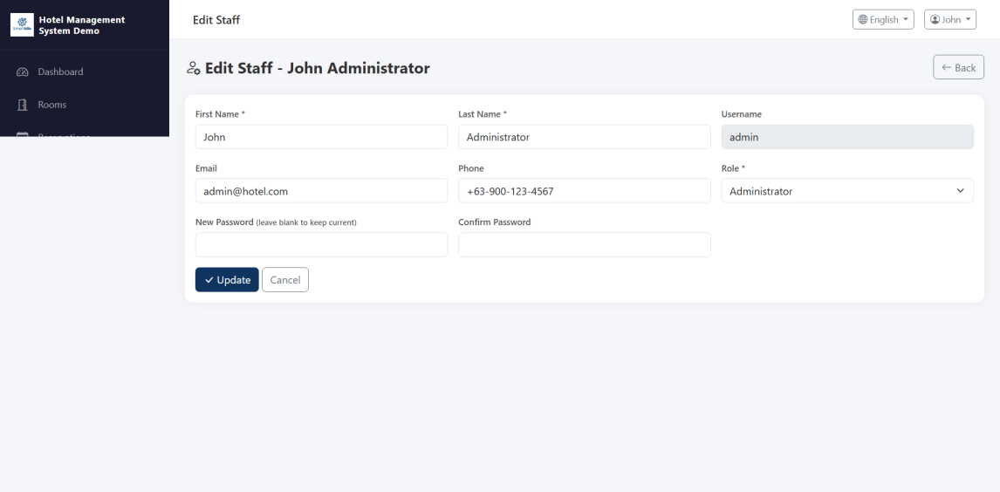 Hotel Management
System Demo
Edit Staff
English
John
Dashboard
Rooms
Reservations
Edit Staff - John Administrator
Back
First Name *
Last Name *
Username
John
Administrator
admin
Email
Phone
Role *
admin@hotel.com
+63-900-123-4567
Administrator
New Password (leave blank to keep current)
Confirm Password
Update
Cancel